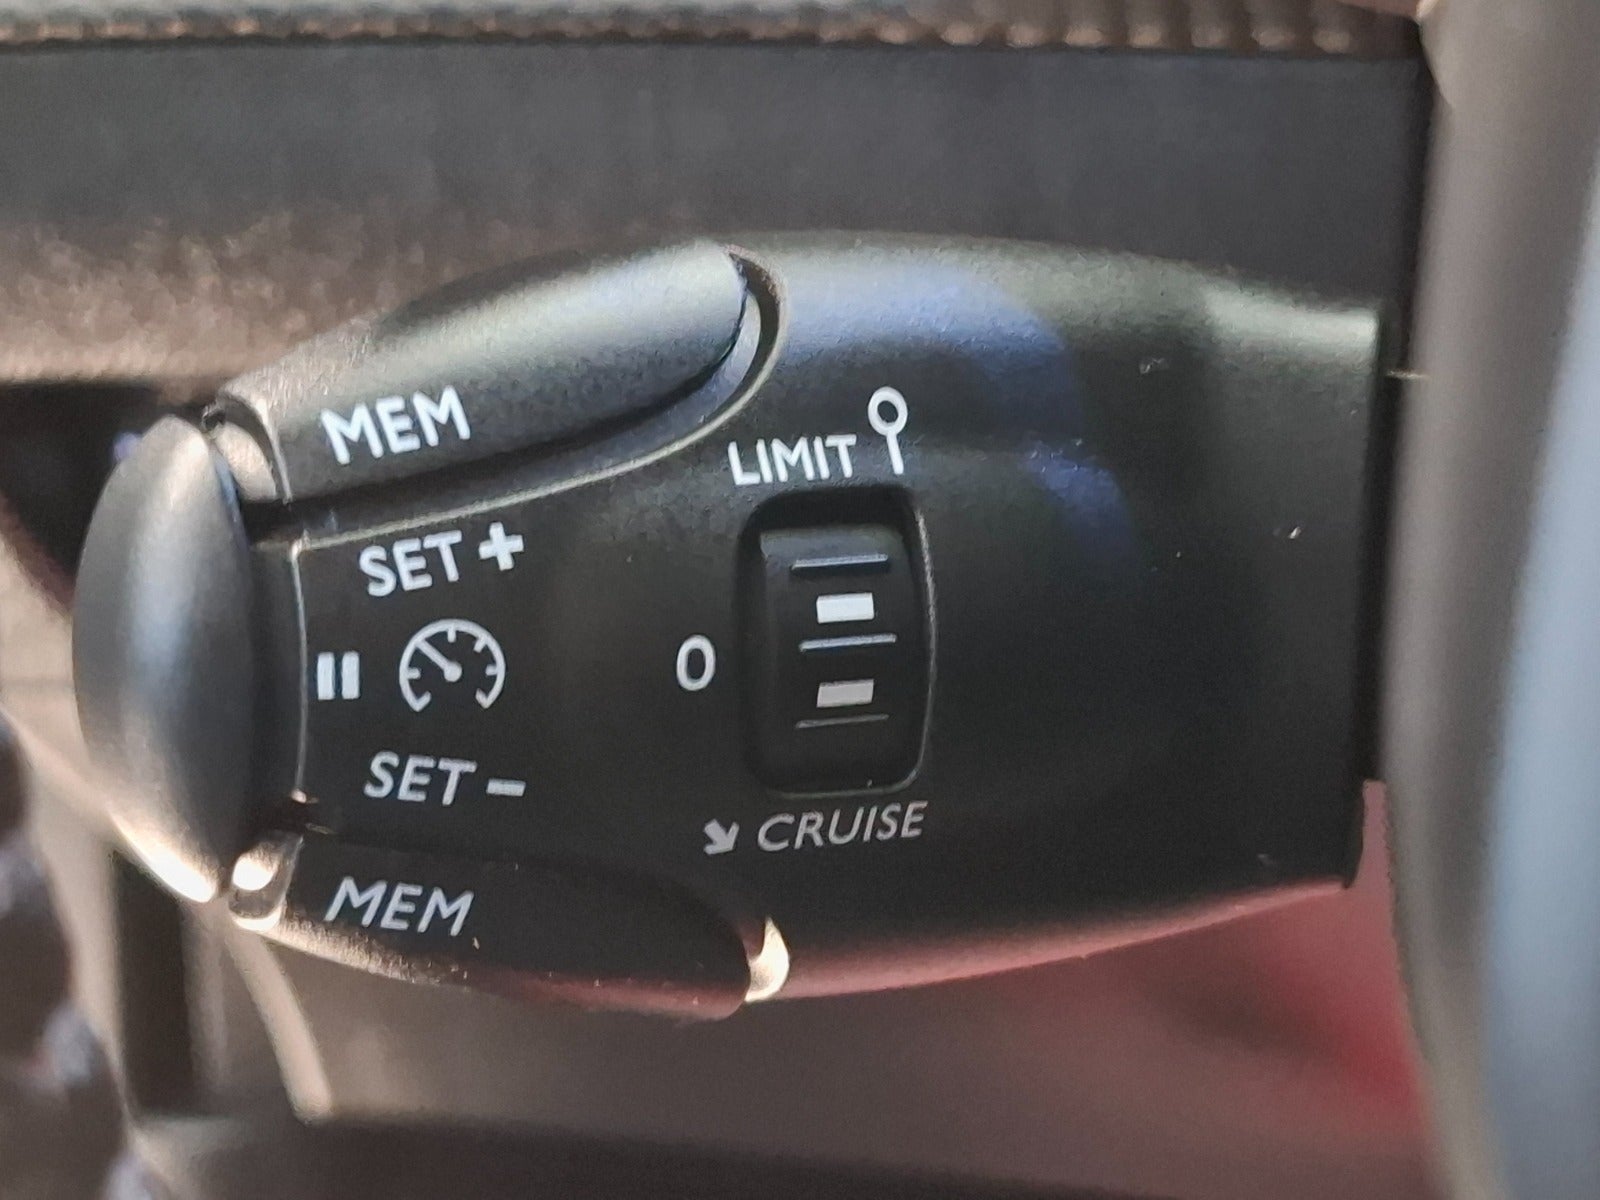 MEM
LIMIT
SET +
0
SET -
CRUISE
MEM